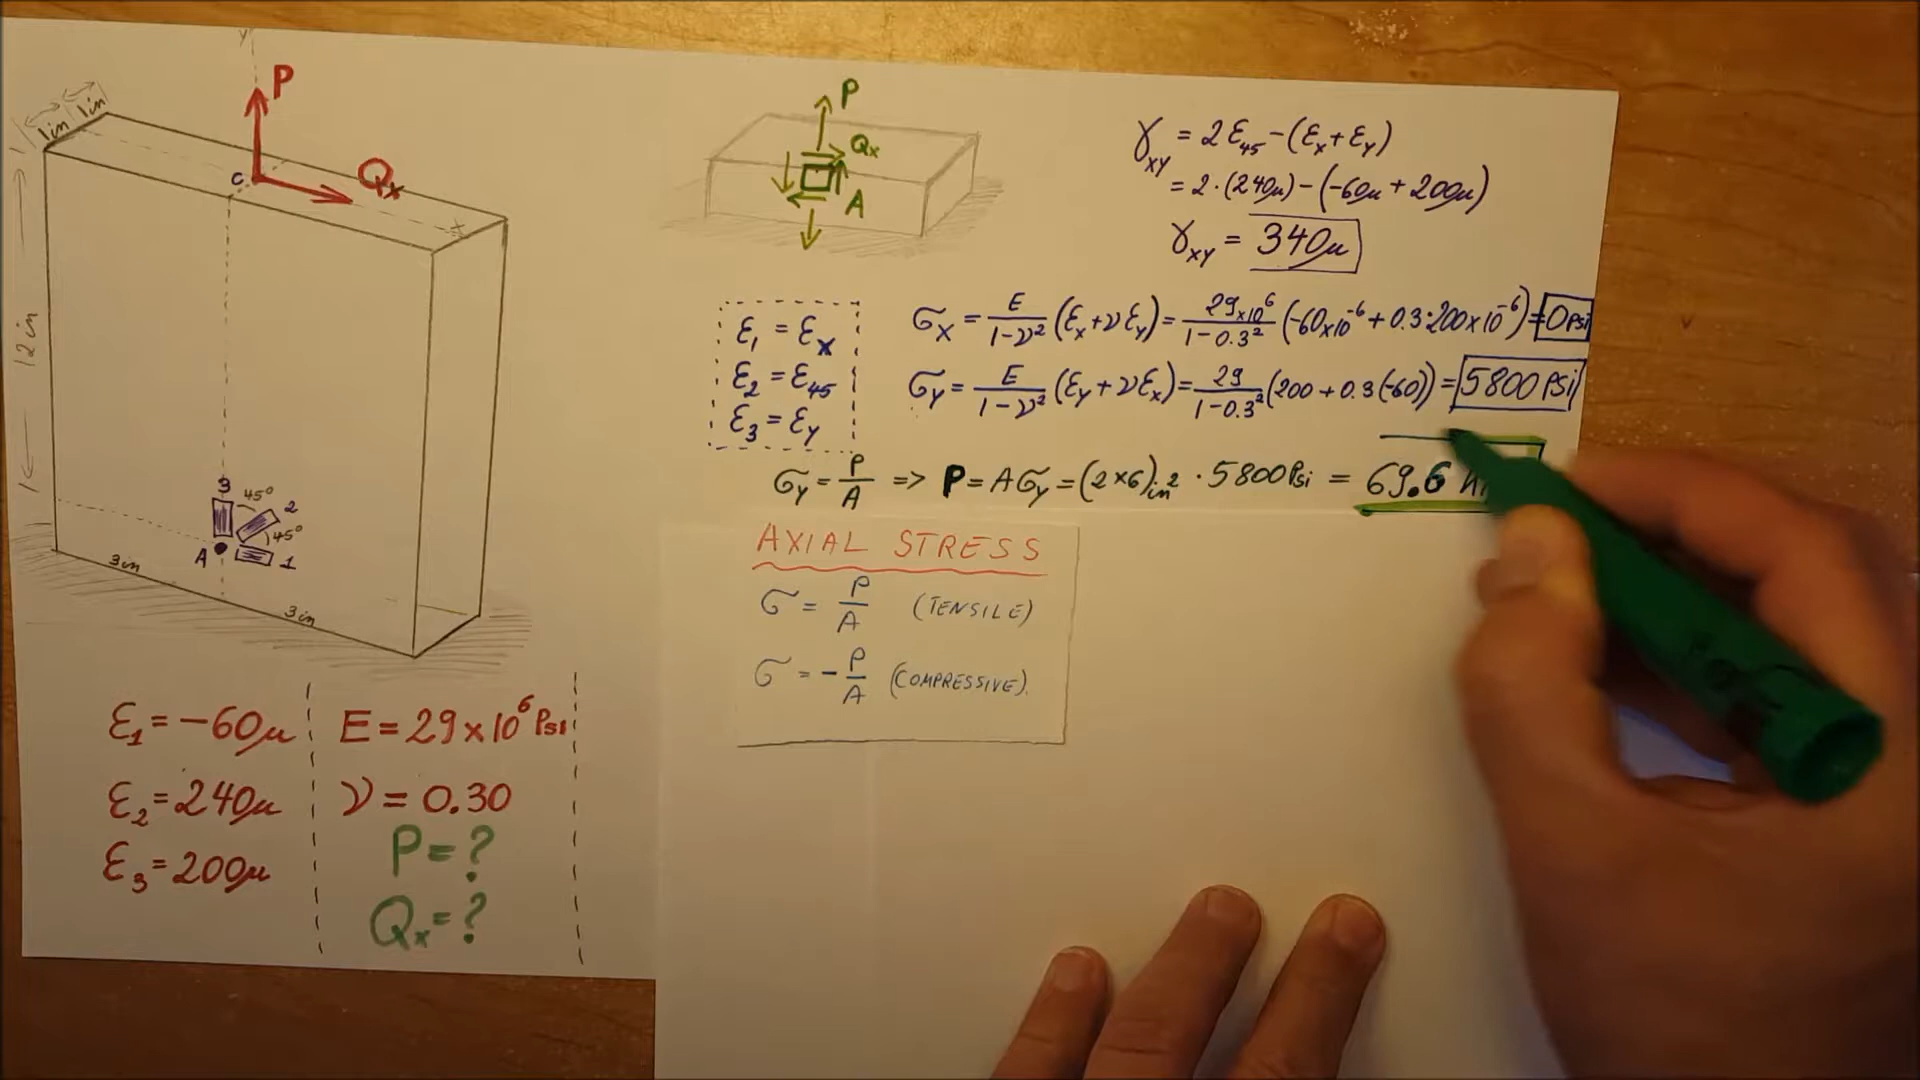 y
P
1in
1in
C
Qx
x
12in
3
45°
2
45°
A
1
3in
3in
ε1 = -60μ
ε2 = 240μ
ε3 = 200μ
E = 29x10^6 Psi
ν = 0.30
P = ?
Qx = ?
P
Qx
A
γxy = 2ε45 - (εx + εy)
= 2·(240μ) - (-60μ + 200μ)
γxy = 340μ
ε1 = εx
ε2 = ε45
ε3 = εy
σx = E/(1-ν²) (εx + νεy) = 29x10^6/(1-0.3²) (-60x10^-6 + 0.3·200x10^-6) = 0 psi
σy = E/(1-ν²) (εy + νεx) = 29/(1-0.3²) (200 + 0.3(-60)) = 5800 PSi
σy = P/A => P = Aσy = (2x6)in² · 5800 Psi = 69.6
AXIAL STRESS
σ = P/A (TENSILE)
σ = -P/A (COMPRESSIVE).